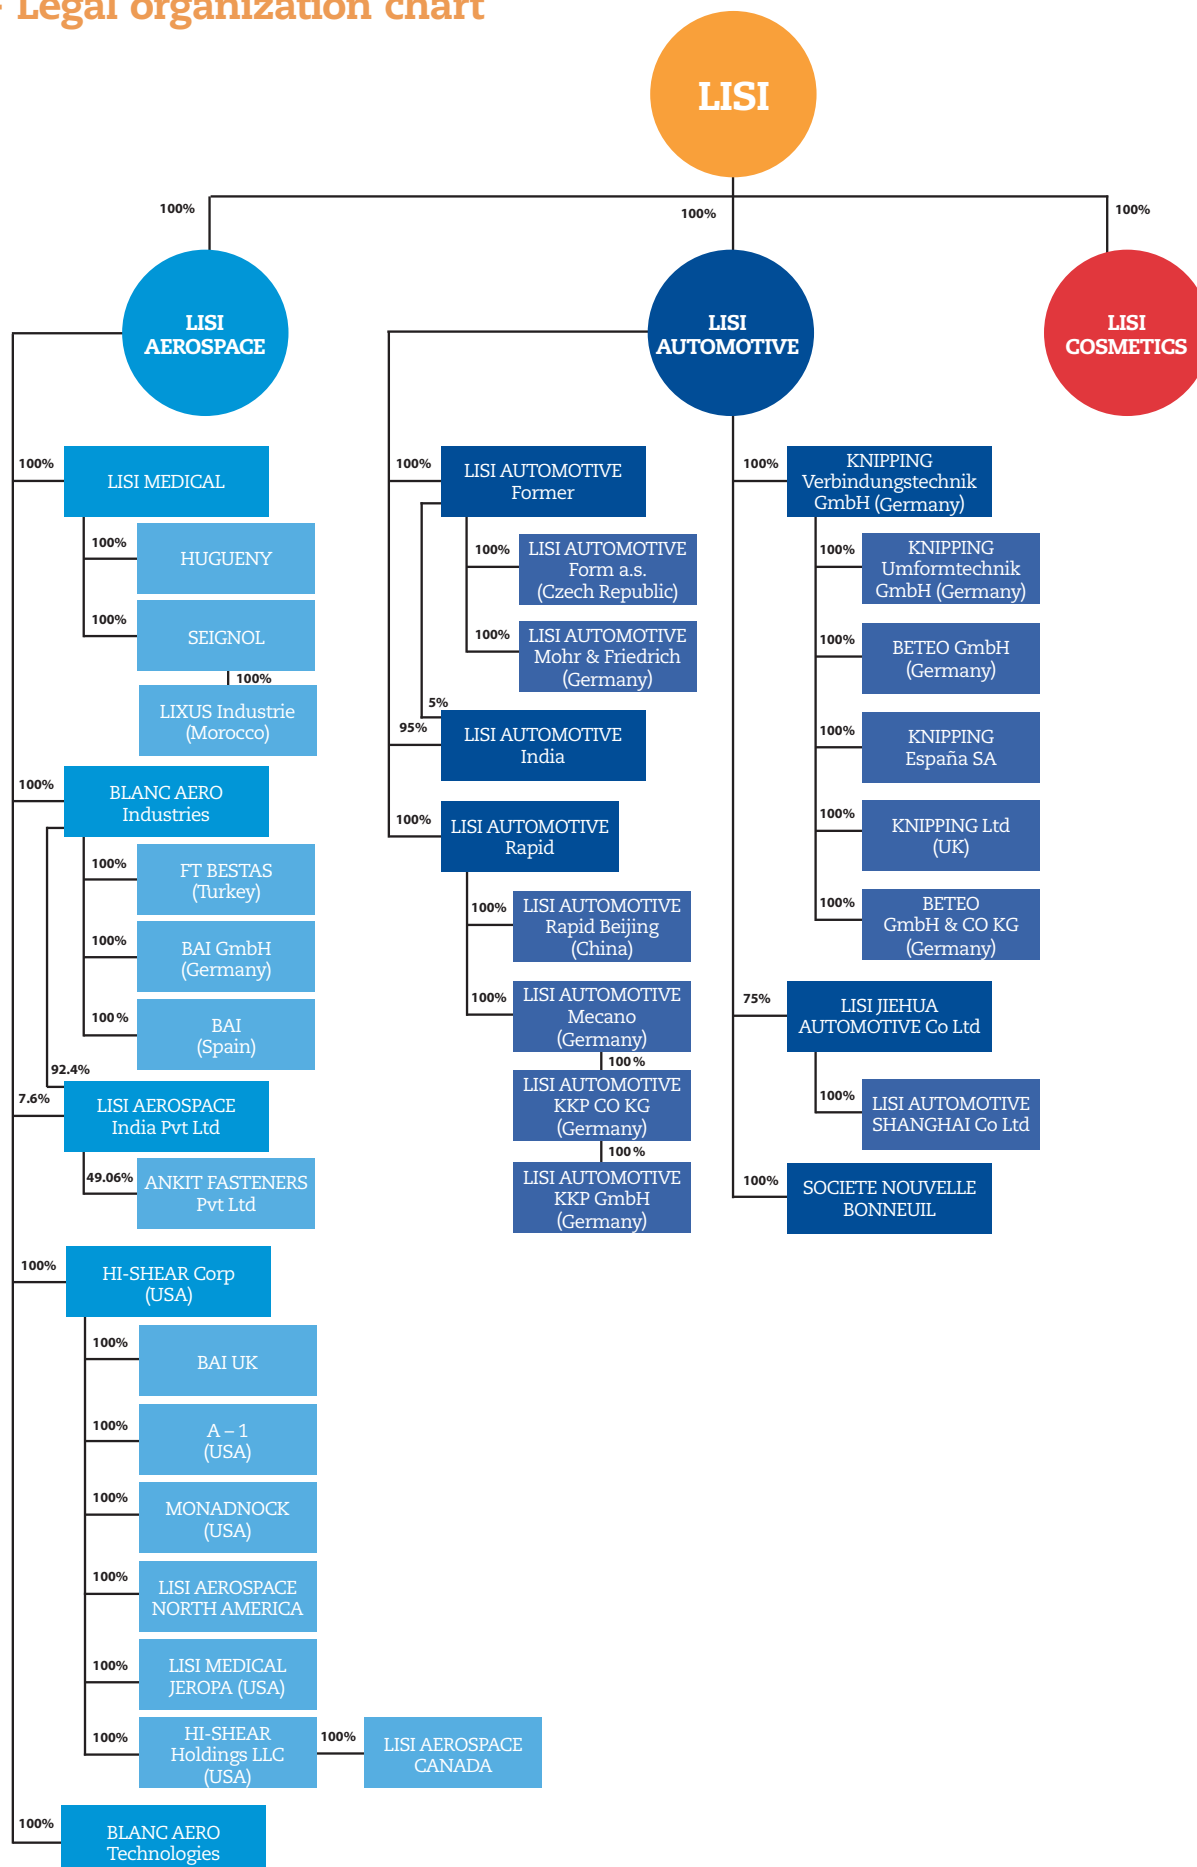 Legal organization chart
LISI
100%
100%
100%
LISI
AEROSPACE
LISI
AUTOMOTIVE
LISI
COSMETICS
100%
LISI MEDICAL
100%
HUGUENY
100%
SEIGNOL
100%
LIXUS Industrie
(Morocco)
100%
BLANC AERO
Industries
100%
FT BESTAS
(Turkey)
100%
BAI GmbH
(Germany)
100 %
BAI
(Spain)
92.4%
7.6%
LISI AEROSPACE
India Pvt Ltd
49.06%
ANKIT FASTENERS
Pvt Ltd
100%
HI-SHEAR Corp
(USA)
100%
BAI UK
100%
A – 1
(USA)
100%
MONADNOCK
(USA)
100%
LISI AEROSPACE
NORTH AMERICA
100%
LISI MEDICAL
JEROPA (USA)
100%
HI-SHEAR
Holdings LLC
(USA)
100%
LISI AEROSPACE
CANADA
100%
BLANC AERO
Technologies
100%
LISI AUTOMOTIVE
Former
100%
LISI AUTOMOTIVE
Form a.s.
(Czech Republic)
100%
LISI AUTOMOTIVE
Mohr & Friedrich
(Germany)
5%
95%
LISI AUTOMOTIVE
India
100%
LISI AUTOMOTIVE
Rapid
100%
LISI AUTOMOTIVE
Rapid Beijing
(China)
100%
LISI AUTOMOTIVE
Mecano
(Germany)
100 %
LISI AUTOMOTIVE
KKP CO KG
(Germany)
100 %
LISI AUTOMOTIVE
KKP GmbH
(Germany)
100%
KNIPPING
Verbindungstechnik
GmbH (Germany)
100%
KNIPPING
Umformtechnik
GmbH (Germany)
100%
BETEO GmbH
(Germany)
100%
KNIPPING
España SA
100%
KNIPPING Ltd
(UK)
100%
BETEO
GmbH & CO KG
(Germany)
75%
LISI JIEHUA
AUTOMOTIVE Co Ltd
100%
LISI AUTOMOTIVE
SHANGHAI Co Ltd
100%
SOCIETE NOUVELLE
BONNEUIL